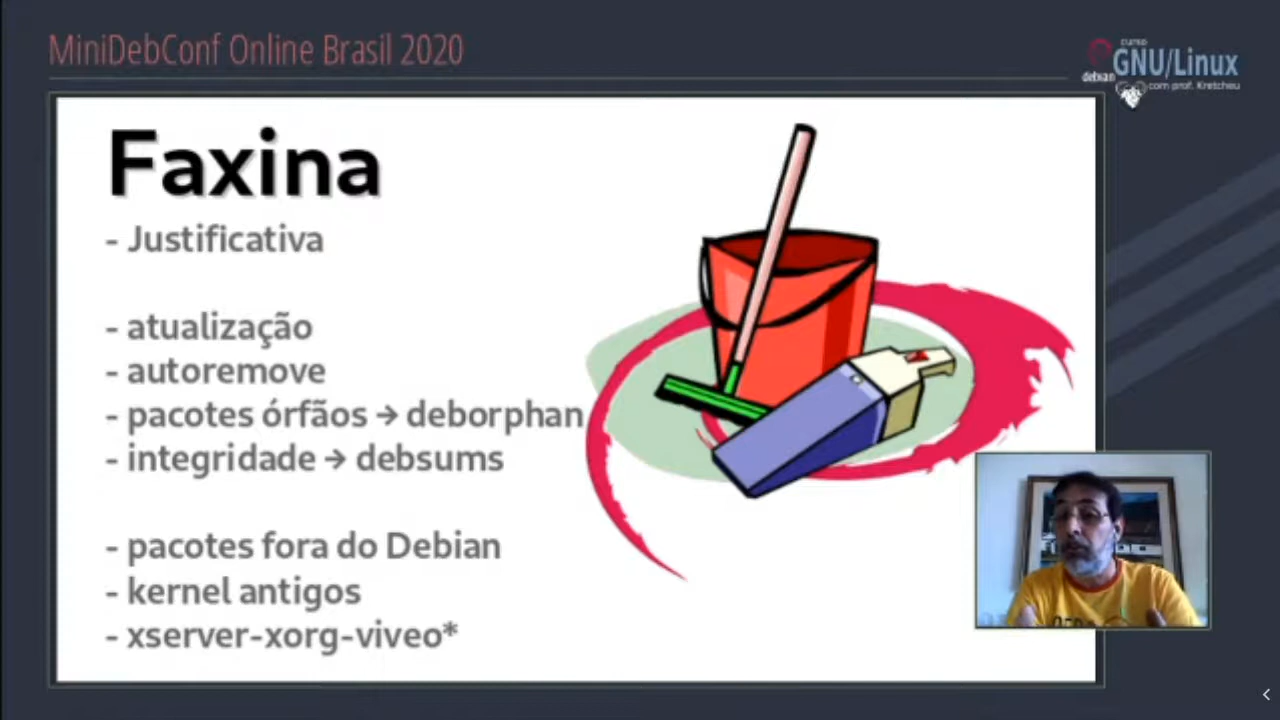 MiniDebConf Online Brasil 2020
curso
GNU/Linux
debian
com prof. Kretcheu
Faxina
- Justificativa
- atualização
- autoremove
- pacotes órfãos → deborphan
- integridade → debsums
- pacotes fora do Debian
- kernel antigos
- xserver-xorg-viveo*